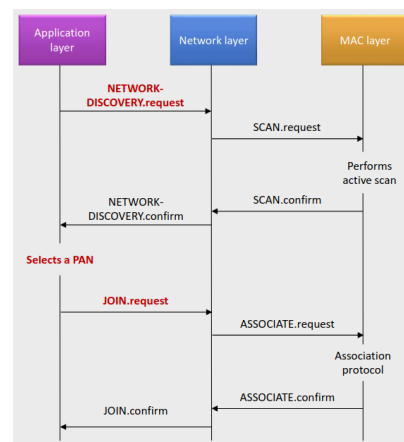 Application
layer
Network layer
MAC layer
NETWORK-
DISCOVERY.request
SCAN.request
Performs
active scan
NETWORK-
DISCOVERY.confirm
SCAN.confirm
Selects a PAN
JOIN.request
ASSOCIATE.request
Association
protocol
ASSOCIATE.confirm
JOIN.confirm